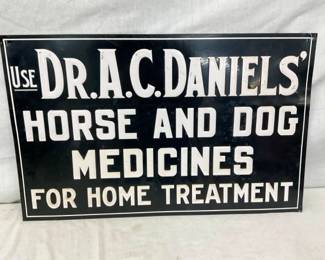 USE DR. A.C. DANIELS'
HORSE AND DOG
MEDICINES
FOR HOME TREATMENT